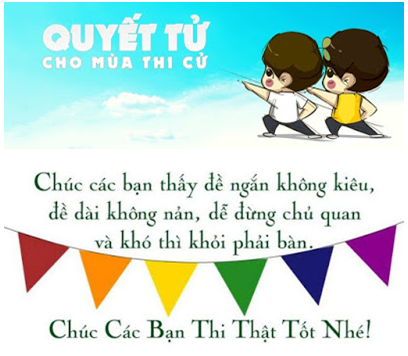 QUYẾT TỬ
CHO MÙA THI CỬ
Chúc các bạn thấy đề ngắn không kiêu,
đề dài không nản, dễ đừng chủ quan
và khó thì khỏi phải bàn.
Chúc Các Bạn Thi Thật Tốt Nhé!